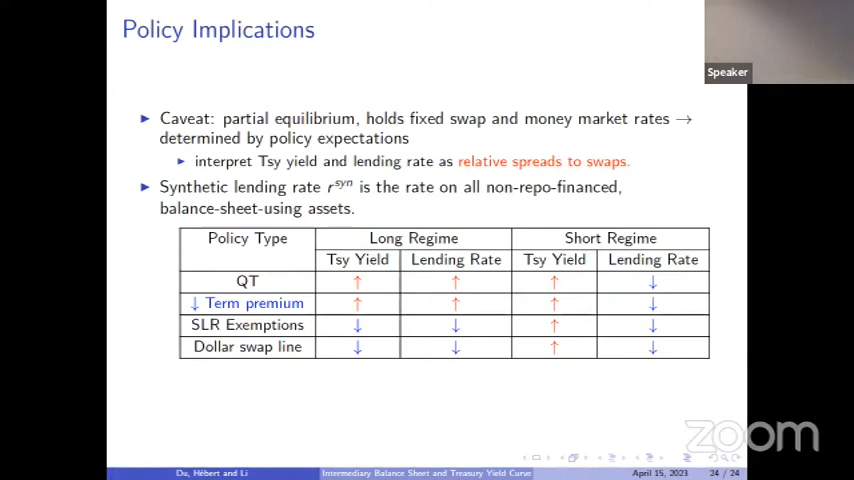 Policy Implications
Speaker
Caveat: partial equilibrium, holds fixed swap and money market rates →
determined by policy expectations
interpret Tsy yield and lending rate as relative spreads to swaps.
Synthetic lending rate r^syn is the rate on all non-repo-financed,
balance-sheet-using assets.
Policy Type Long Regime Short Regime
Tsy Yield Lending Rate Tsy Yield Lending Rate
QT ↑ ↑ ↑ ↓
↓ Term premium ↑ ↑ ↑ ↓
SLR Exemptions ↓ ↓ ↑ ↓
Dollar swap line ↓ ↓ ↑ ↓
zoom
Du, Hébert and Li Intermediary Balance Sheet and Treasury Yield Curve April 15, 2023 24 / 24